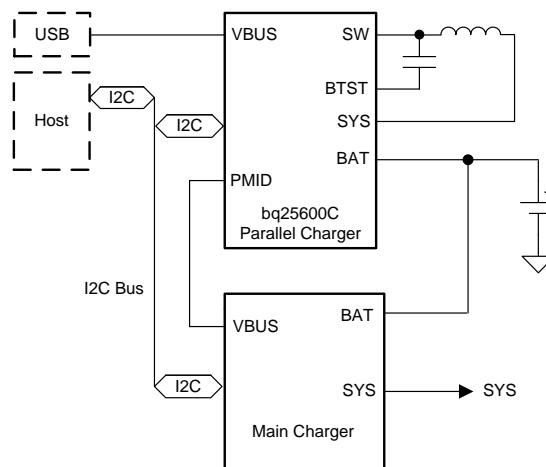 USB
VBUS
SW
I2C
Host
I2C
BTST
SYS
BAT
PMID
bq25600C
Parallel Charger
I2C Bus
VBUS
BAT
I2C
SYS
SYS
Main Charger